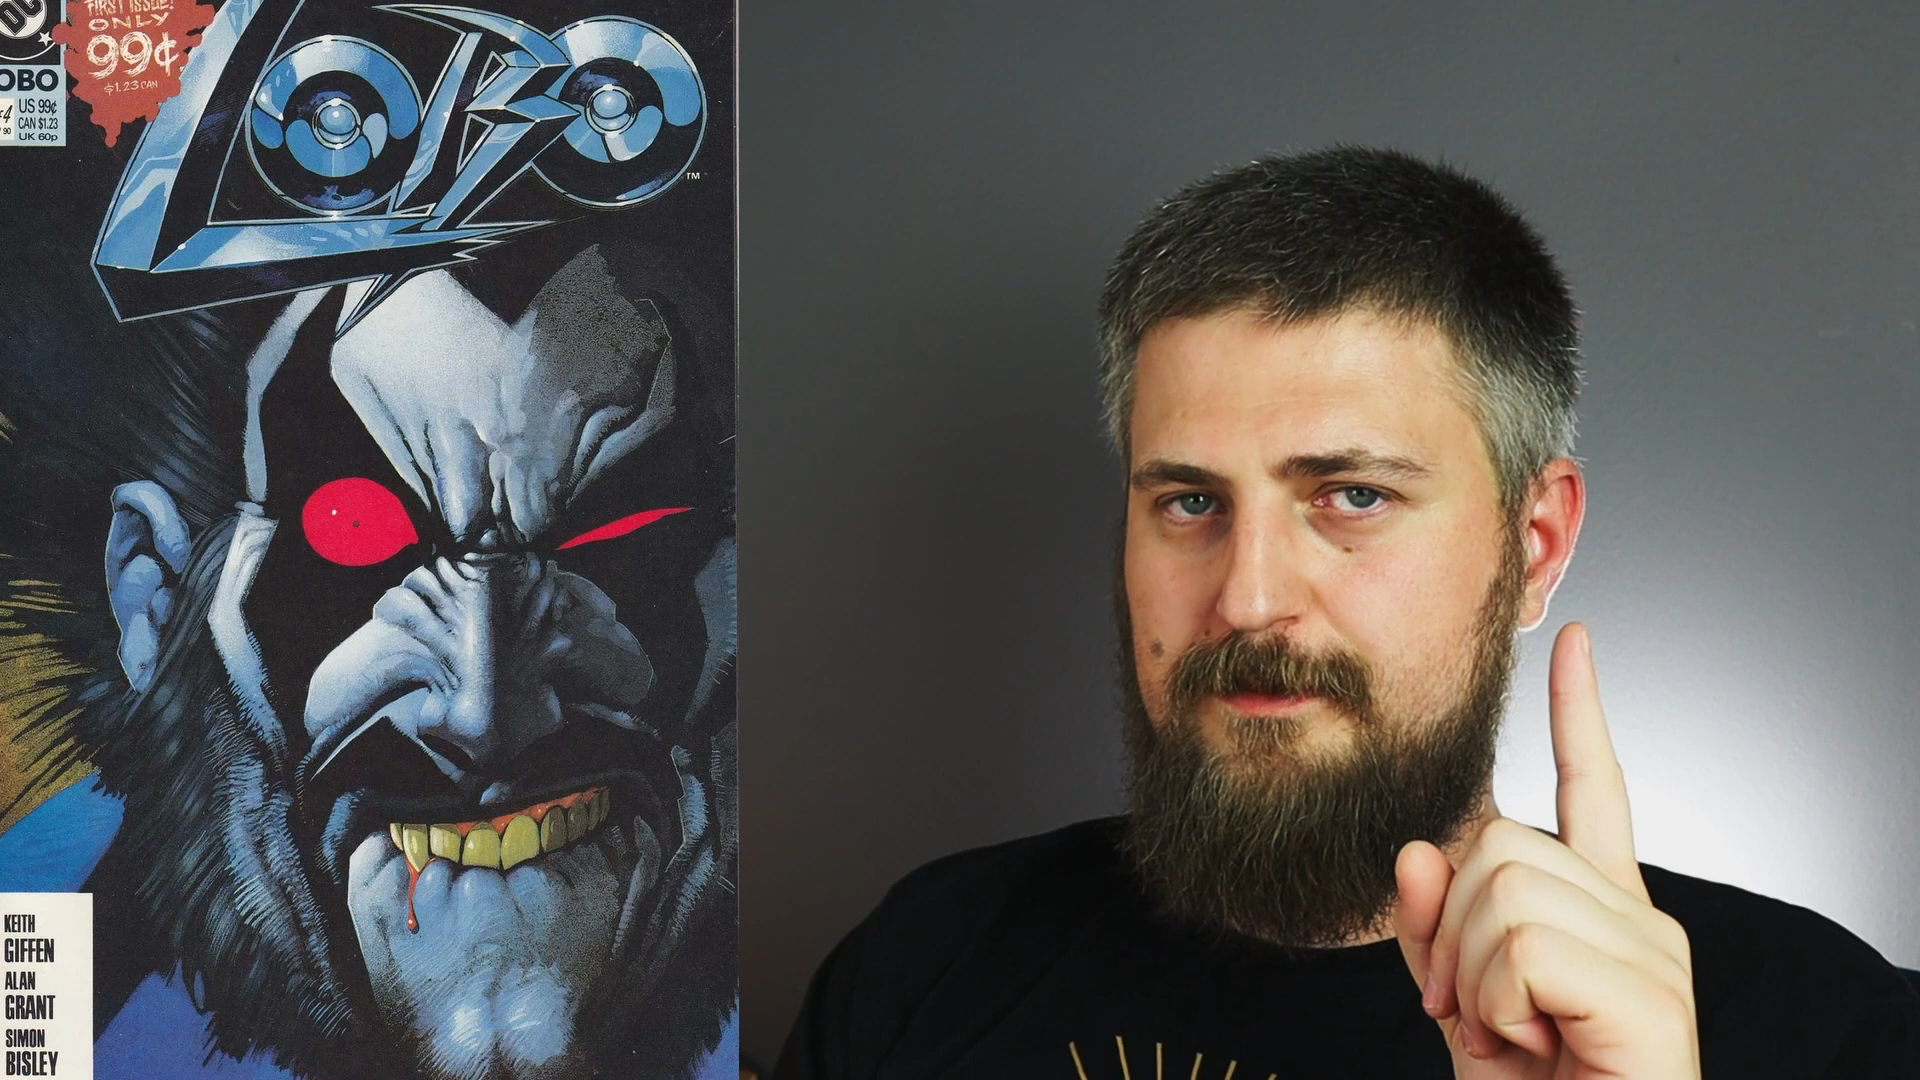 DC
FIRST ISSUE!
ONLY
99¢
$1.23 CAN
LOBO
OBO
US 99¢
CAN $1.23
UK 60p
TM
KEITH
GIFFEN
ALAN
GRANT
SIMON
BISLEY